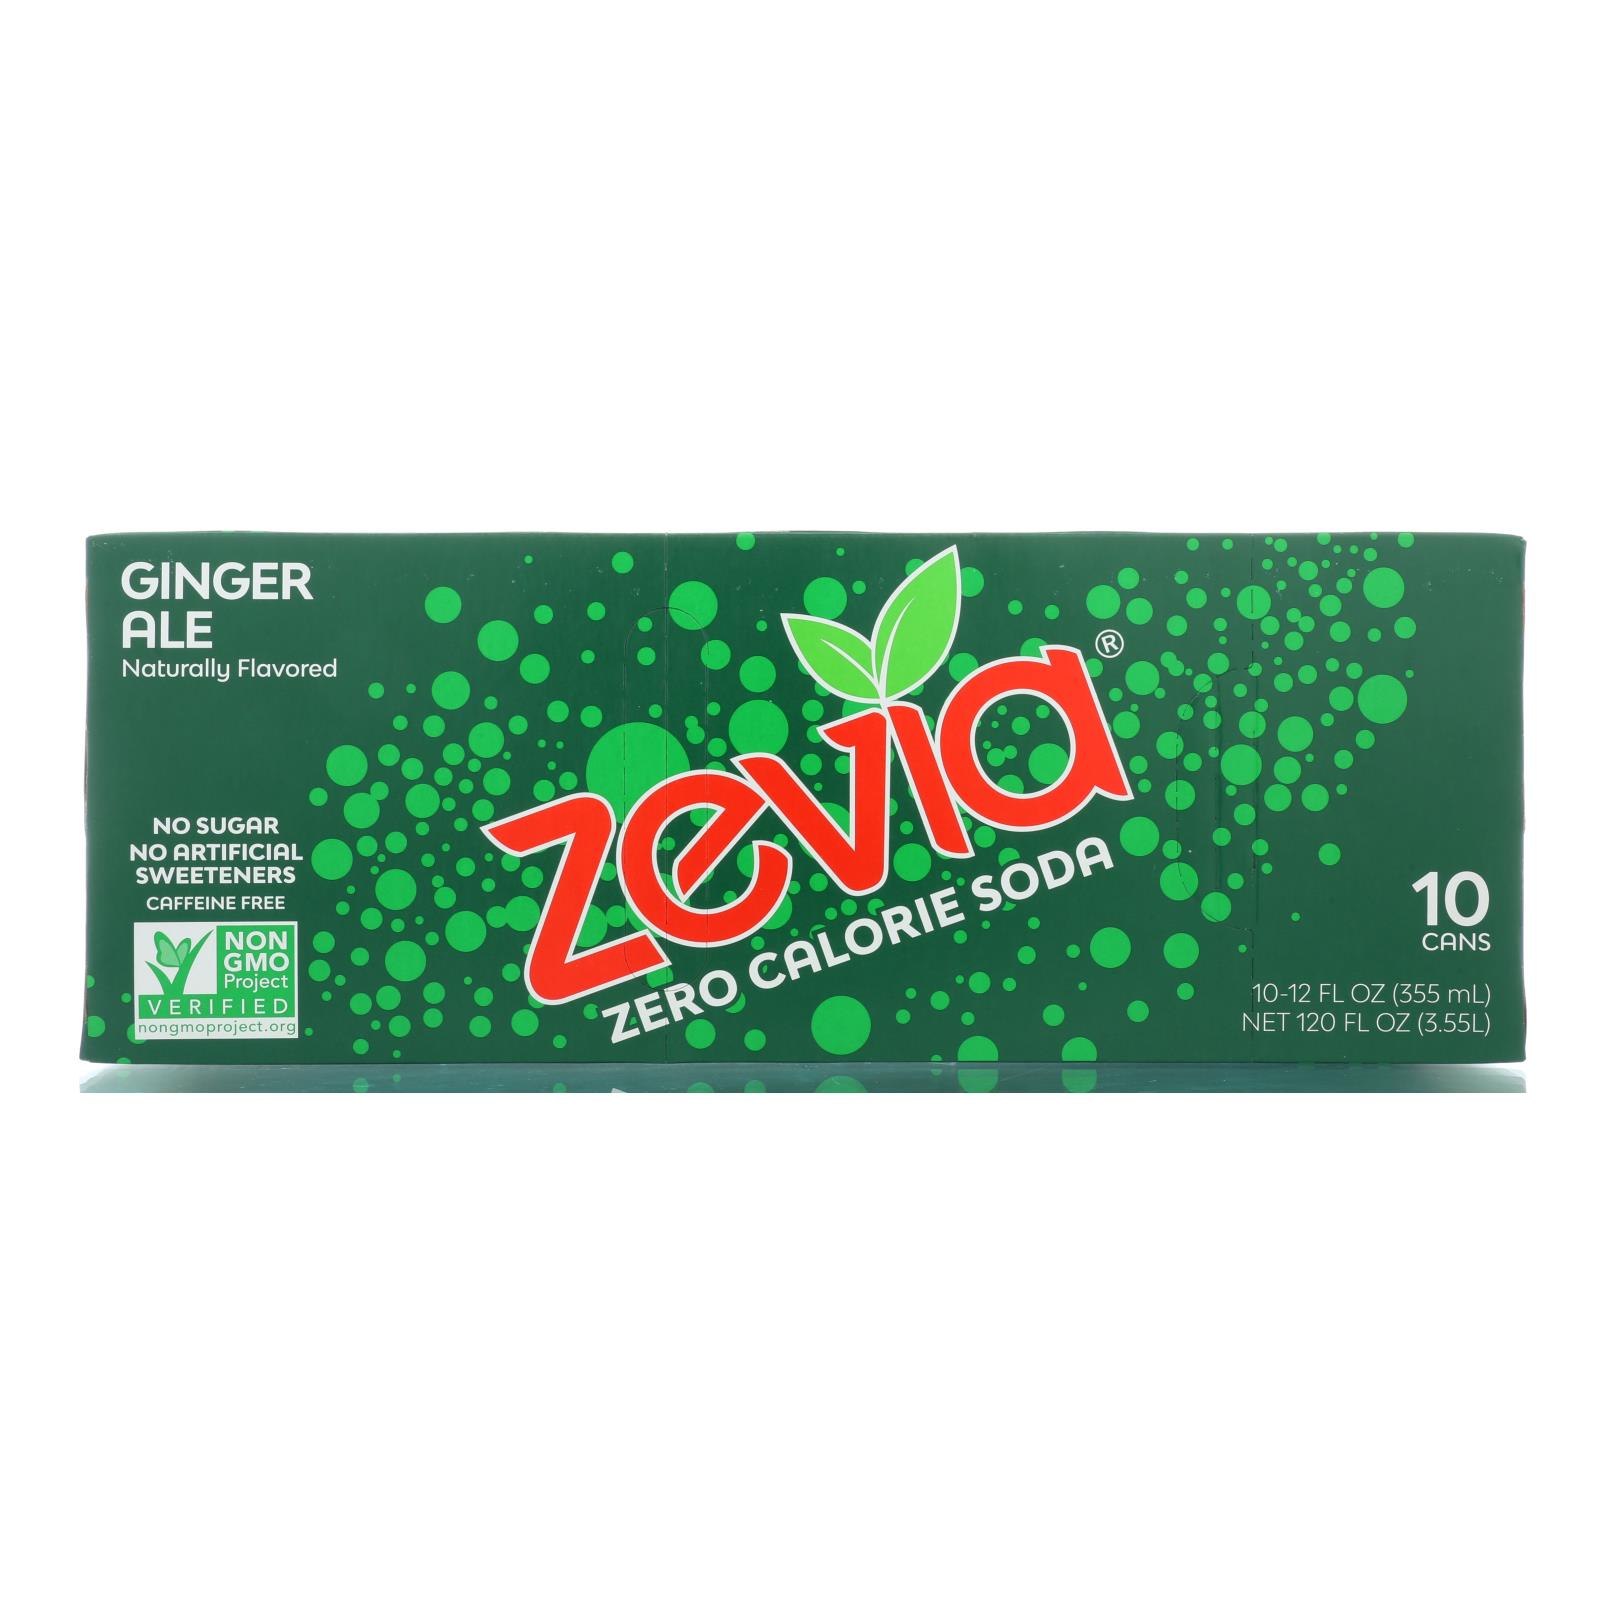 GINGER
ALE
Naturally Flavored
NO SUGAR
NO ARTIFICIAL
SWEETENERS
CAFFEINE FREE
NON
GMO
Project
VERIFIED
nongmoproject.org
zevia®
ZERO CALORIE SODA
10
CANS
10-12 FL OZ (355 mL)
NET 120 FL OZ (3.55L)